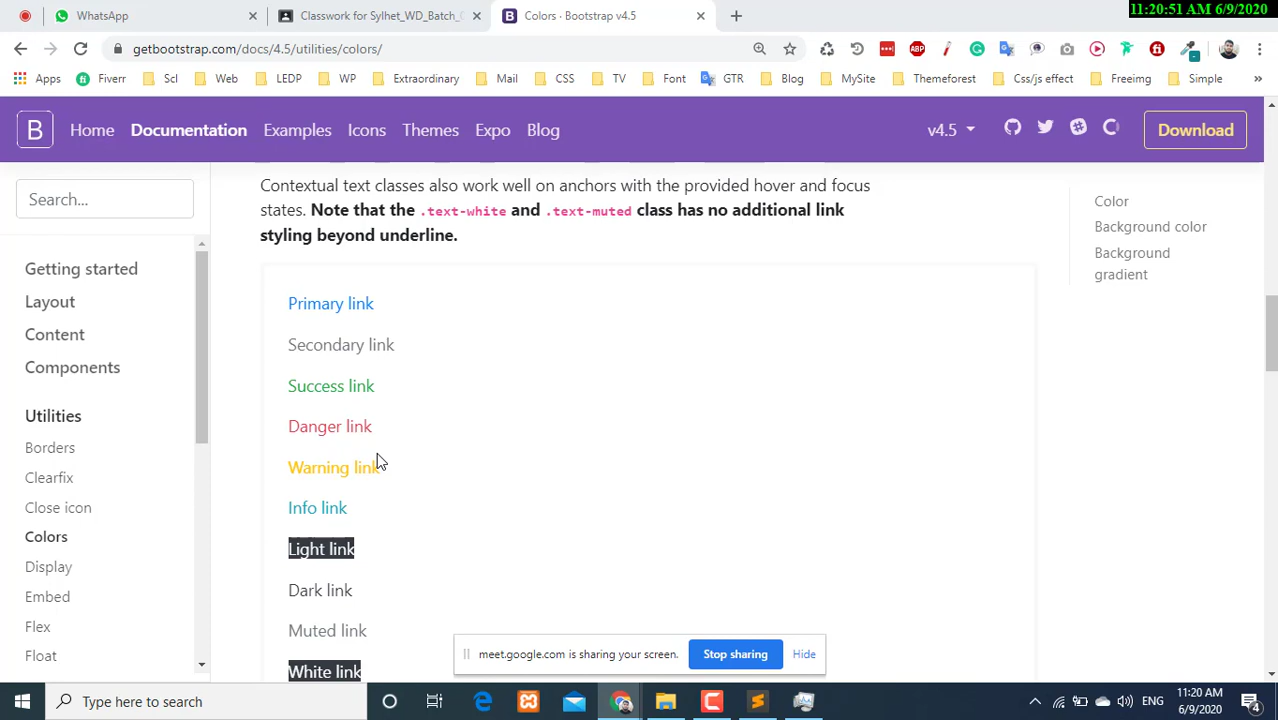 11:20:51 AM 6/9/2020
WhatsApp
Classwork for Sylhet_WD_Batch_
Colors · Bootstrap v4.5
getbootstrap.com/docs/4.5/utilities/colors/
ABP
Apps Fiverr Scl Web LEDP WP Extraordinary Mail CSS TV Font GTR Blog MySite Themeforest Css/js effect Freeimg Simple »
B Home Documentation Examples Icons Themes Expo Blog v4.5 Download
Search...
Getting started
Layout
Content
Components
Utilities
Borders
Clearfix
Close icon
Colors
Display
Embed
Flex
Float
Contextual text classes also work well on anchors with the provided hover and focus
states. Note that the .text-white and .text-muted class has no additional link
styling beyond underline.
Primary link
Secondary link
Success link
Danger link
Warning link
Info link
Light link
Dark link
Muted link
White link
Color
Background color
Background
gradient
meet.google.com is sharing your screen. Stop sharing Hide
Type here to search
ENG
11:20 AM
6/9/2020
4